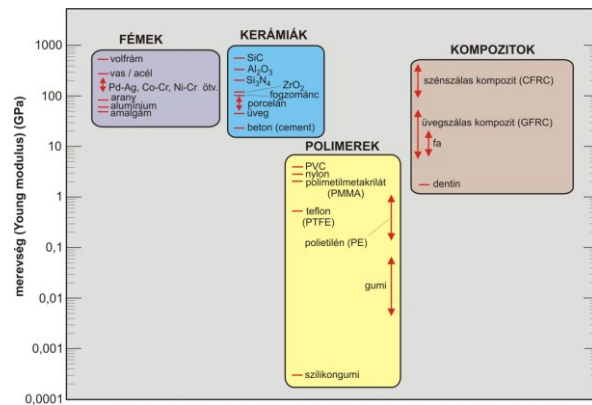 merevség (Young modulus) (GPa)
1000
100
10
1
0,1
0,01
0,001
0,0001
FÉMEK
volfrám
vas / acél
Pd-Ag, Co-Cr, Ni-Cr ötv.
arany
alumínium
amalgám
KERÁMIÁK
SiC
Al2O3
Si3N4
ZrO2
fogzománc
porcelán
üveg
beton (cement)
POLIMEREK
PVC
nylon
polimetilmetakrilát
(PMMA)
teflon
(PTFE)
polietilén (PE)
gumi
szilikongumi
KOMPOZITOK
szénszálas kompozit (CFRC)
üvegszálas kompozit (GFRC)
fa
dentin